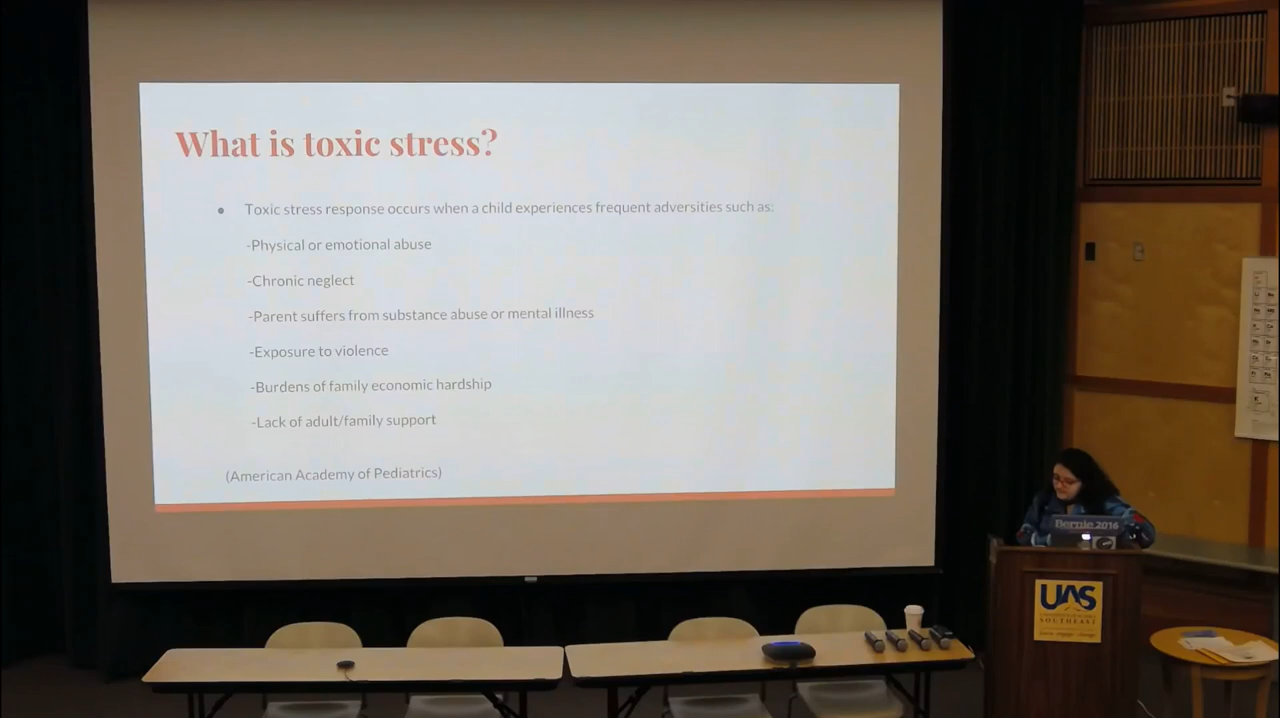 What is toxic stress?
Toxic stress response occurs when a child experiences frequent adversities such as:
-Physical or emotional abuse
-Chronic neglect
-Parent suffers from substance abuse or mental illness
-Exposure to violence
-Burdens of family economic hardship
-Lack of adult/family support
(American Academy of Pediatrics)
Bernie 2016
UAS
SOUTHEAST